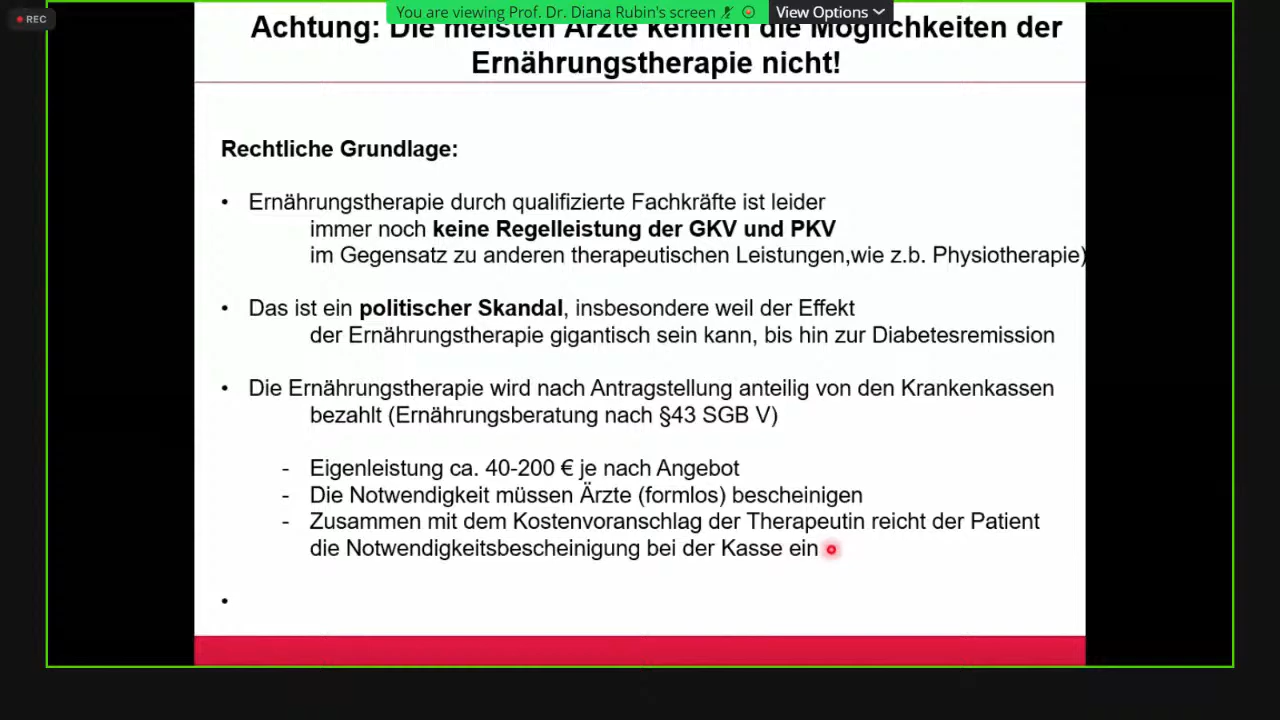 REC
You are viewing Prof. Dr. Diana Rubin's screen
View Options
Achtung: Die meisten Ärzte kennen die Möglichkeiten der
Ernährungstherapie nicht!
Rechtliche Grundlage:
• Ernährungstherapie durch qualifizierte Fachkräfte ist leider
immer noch keine Regelleistung der GKV und PKV
im Gegensatz zu anderen therapeutischen Leistungen,wie z.b. Physiotherapie)
• Das ist ein politischer Skandal, insbesondere weil der Effekt
der Ernährungstherapie gigantisch sein kann, bis hin zur Diabetesremission
• Die Ernährungstherapie wird nach Antragstellung anteilig von den Krankenkassen
bezahlt (Ernährungsberatung nach §43 SGB V)
- Eigenleistung ca. 40-200 € je nach Angebot
- Die Notwendigkeit müssen Ärzte (formlos) bescheinigen
- Zusammen mit dem Kostenvoranschlag der Therapeutin reicht der Patient
die Notwendigkeitsbescheinigung bei der Kasse ein
•